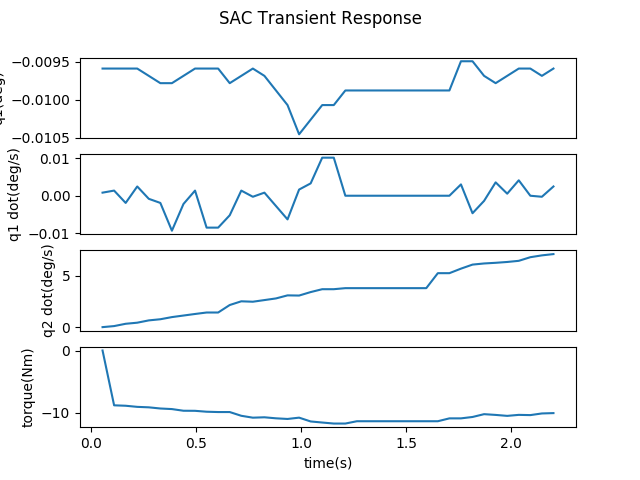 SAC Transient Response
−0.0095
−0.0100
−0.0105
q1(deg)
0.01
0.00
−0.01
q1 dot(deg/s)
5
0
q2 dot(deg/s)
0
−10
torque(Nm)
0.0 0.5 1.0 1.5 2.0
time(s)